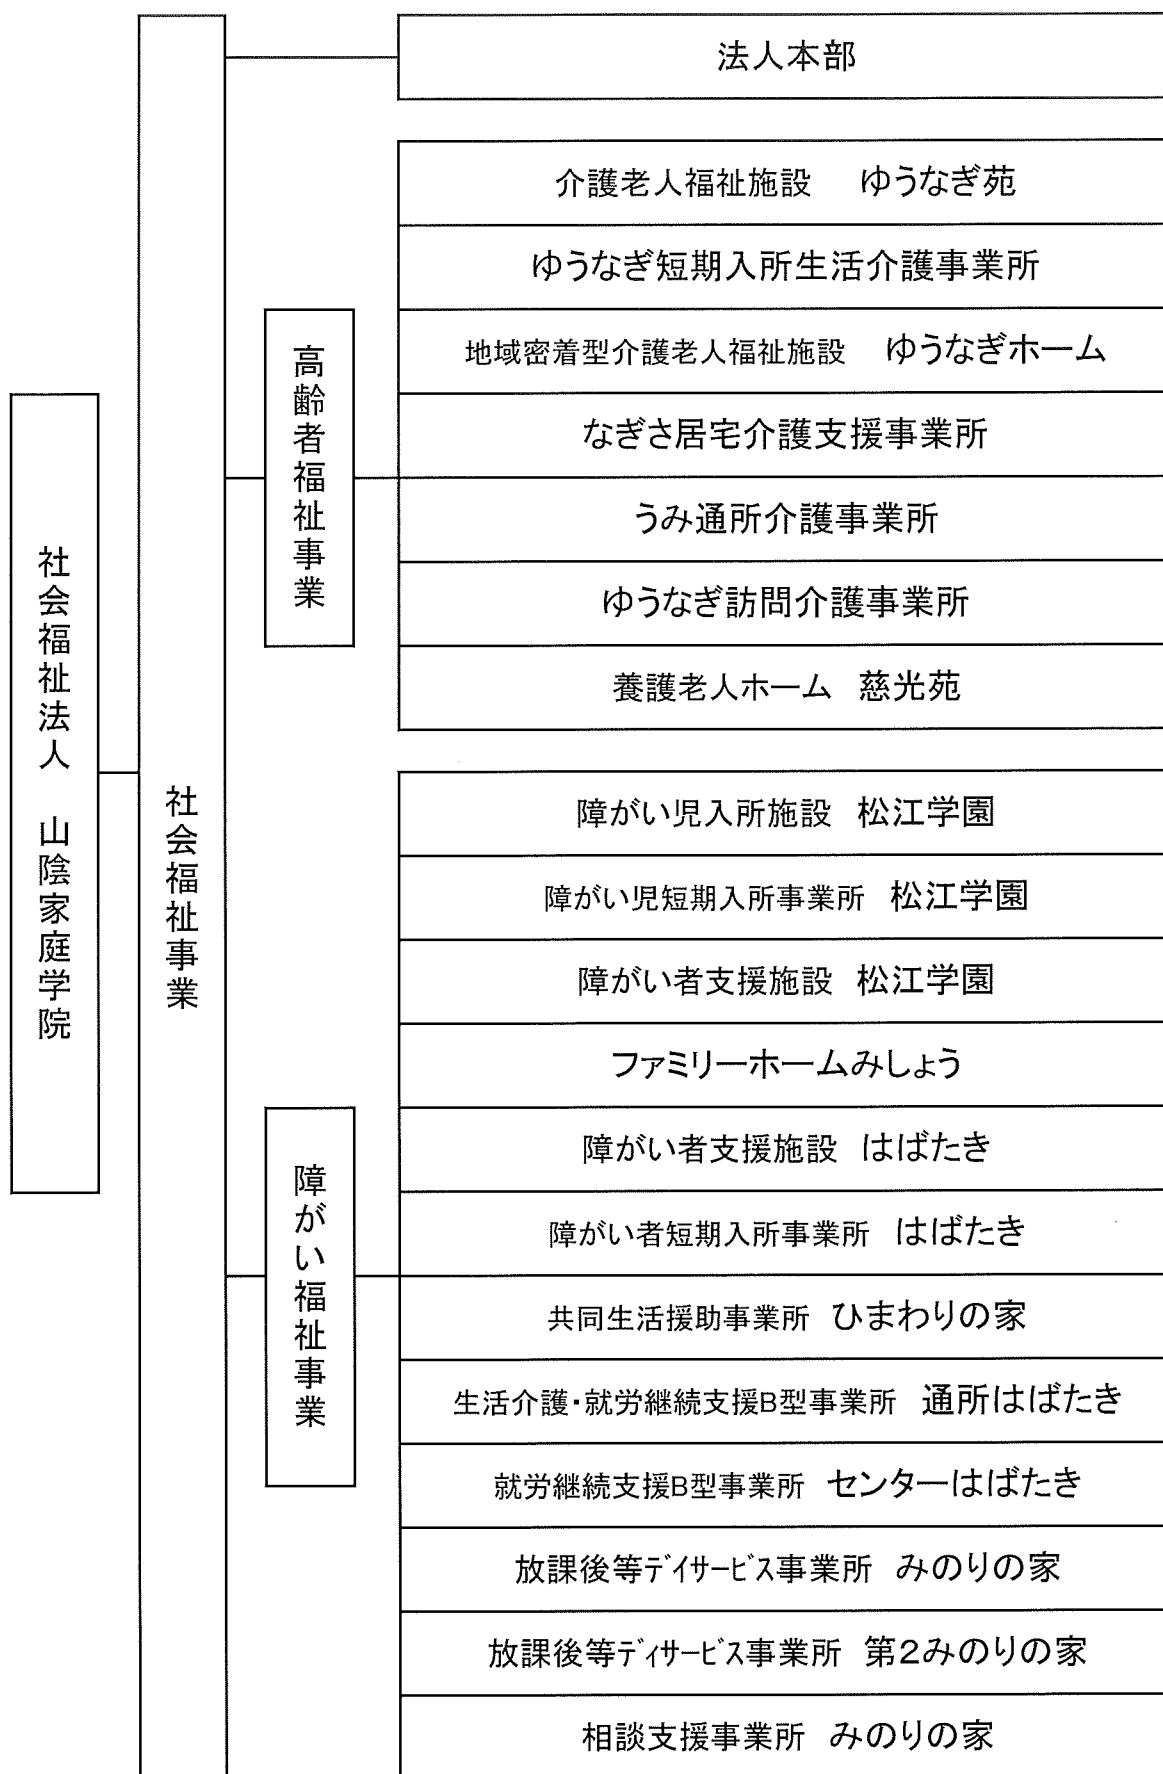 社会福祉法人　山陰家庭学院
社会福祉事業
法人本部
高齢者福祉事業
介護老人福祉施設　ゆうなぎ苑
ゆうなぎ短期入所生活介護事業所
地域密着型介護老人福祉施設　ゆうなぎホーム
なぎさ居宅介護支援事業所
うみ通所介護事業所
ゆうなぎ訪問介護事業所
養護老人ホーム　慈光苑
障がい福祉事業
障がい児入所施設　松江学園
障がい児短期入所事業所　松江学園
障がい者支援施設　松江学園
ファミリーホームみしょう
障がい者支援施設　はばたき
障がい者短期入所事業所　はばたき
共同生活援助事業所　ひまわりの家
生活介護・就労継続支援B型事業所　通所はばたき
就労継続支援B型事業所　センターはばたき
放課後等デイサービス事業所　みのりの家
放課後等ディサービス事業所　第2みのりの家
相談支援事業所　みのりの家